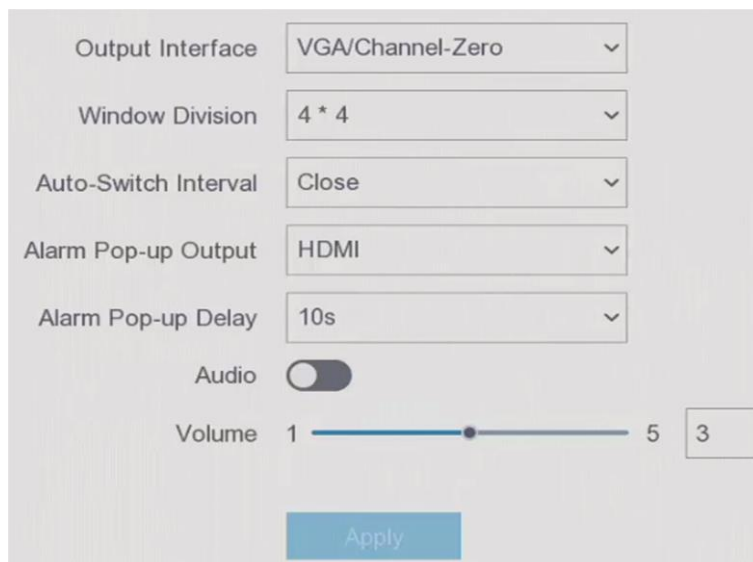 Output Interface VGA/Channel-Zero
Window Division 4 * 4
Auto-Switch Interval Close
Alarm Pop-up Output HDMI
Alarm Pop-up Delay 10s
Audio
Volume 1 5 3
Apply